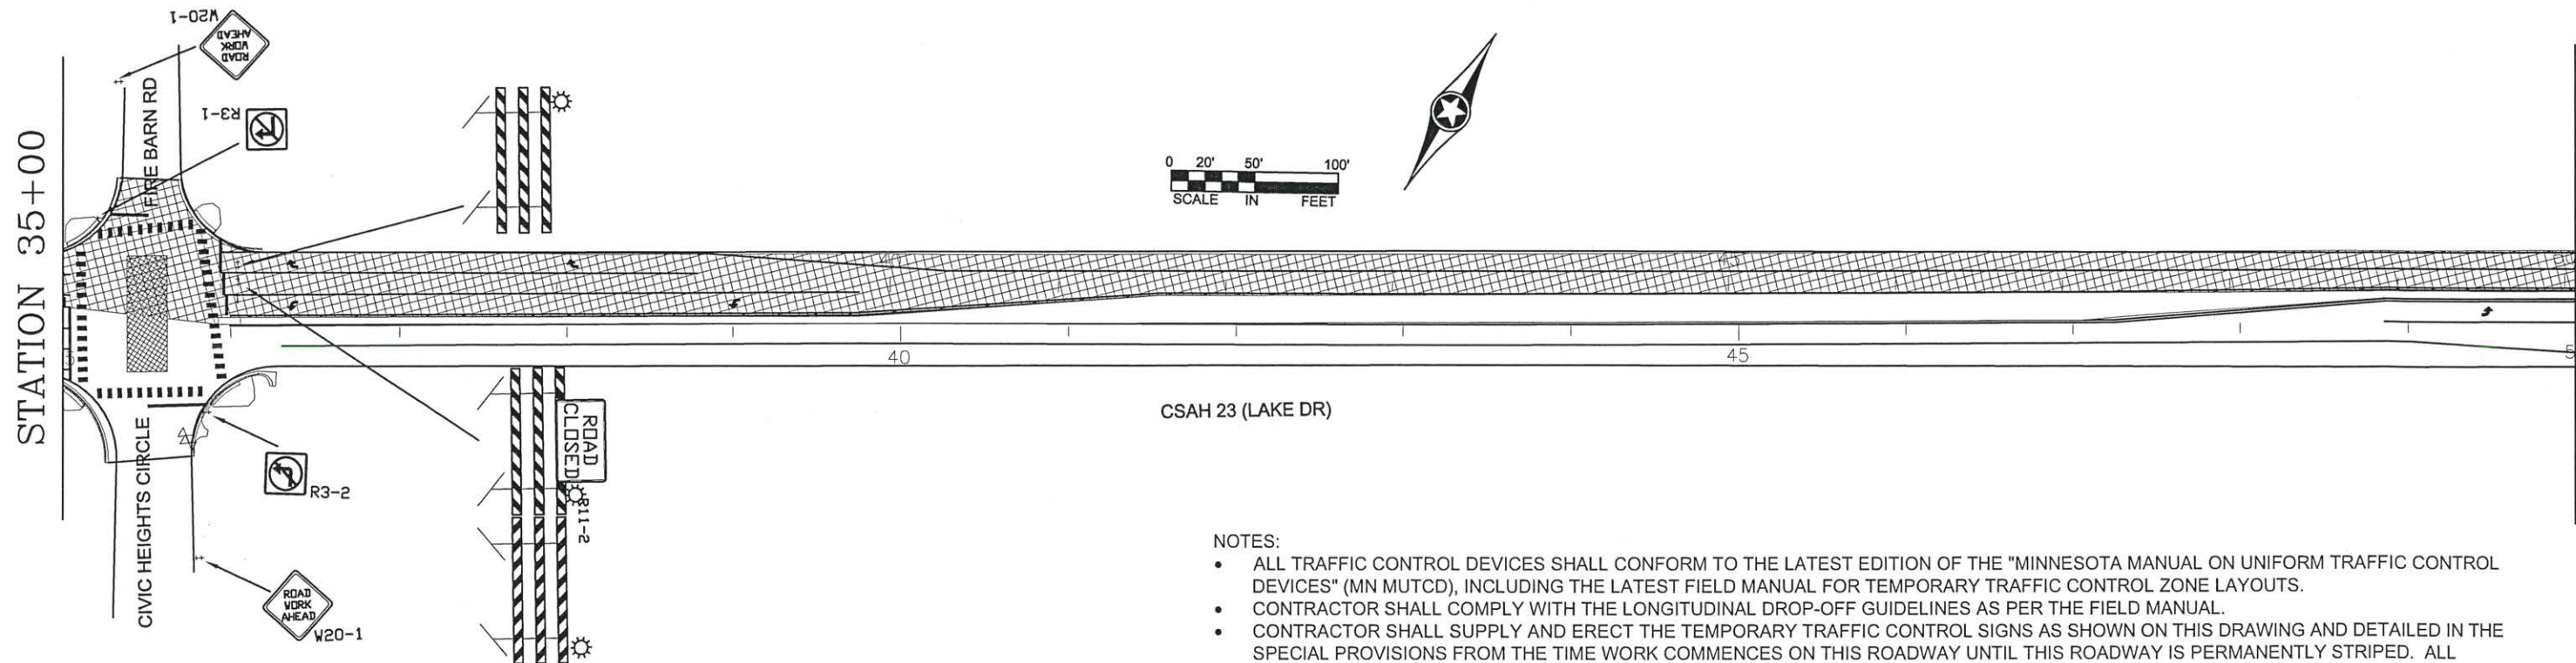 W20-1
ROAD
WORK
AHEAD
R3-1
FIRE BARN RD
STATION 35+00
0 20' 50' 100'
SCALE IN FEET
40
45
50
40
45
5
CSAH 23 (LAKE DR)
ROAD
CLOSED
R11-2
CIVIC HEIGHTS CIRCLE
R3-2
ROAD
WORK
AHEAD
W20-1
NOTES:
• ALL TRAFFIC CONTROL DEVICES SHALL CONFORM TO THE LATEST EDITION OF THE "MINNESOTA MANUAL ON UNIFORM TRAFFIC CONTROL
DEVICES" (MN MUTCD), INCLUDING THE LATEST FIELD MANUAL FOR TEMPORARY TRAFFIC CONTROL ZONE LAYOUTS.
• CONTRACTOR SHALL COMPLY WITH THE LONGITUDINAL DROP-OFF GUIDELINES AS PER THE FIELD MANUAL.
• CONTRACTOR SHALL SUPPLY AND ERECT THE TEMPORARY TRAFFIC CONTROL SIGNS AS SHOWN ON THIS DRAWING AND DETAILED IN THE
SPECIAL PROVISIONS FROM THE TIME WORK COMMENCES ON THIS ROADWAY UNTIL THIS ROADWAY IS PERMANENTLY STRIPED. ALL